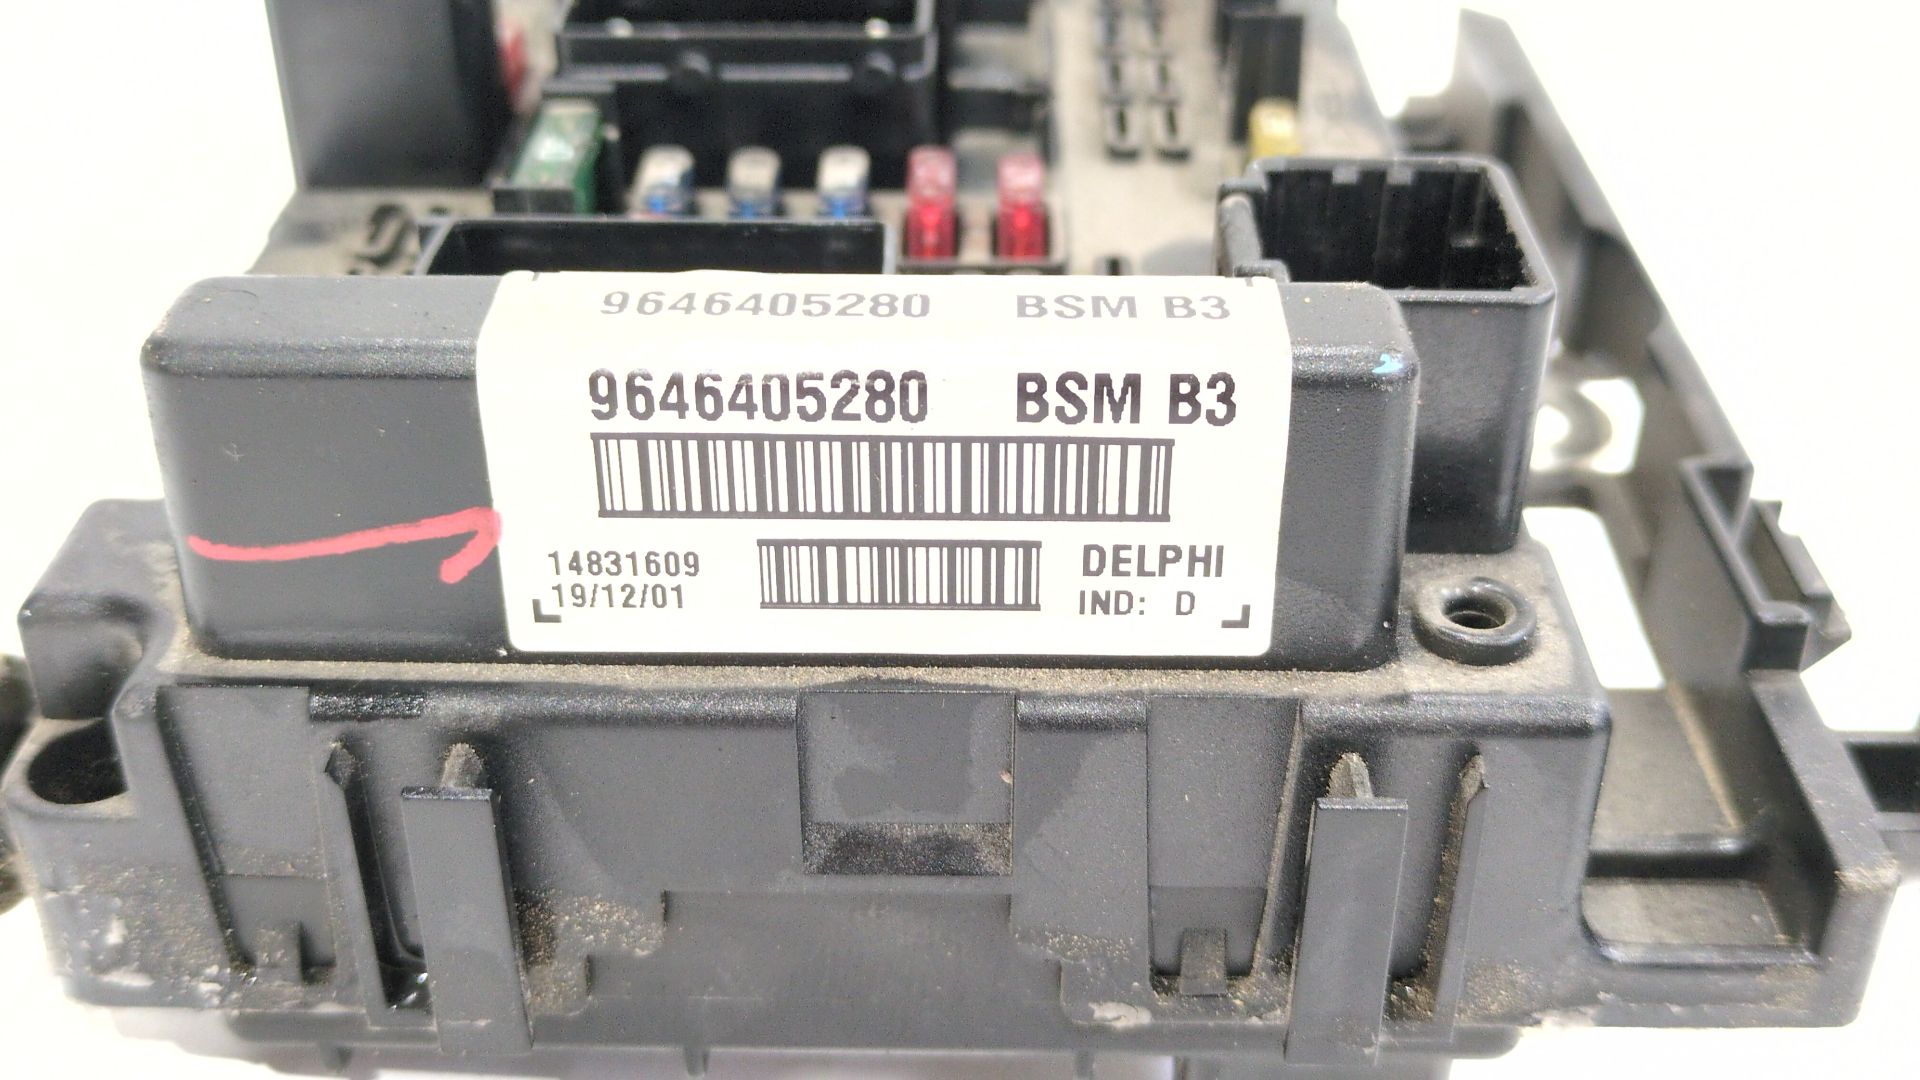 9646405280 BSM B3
9646405280 BSM B3
14831609 DELPHI
19/12/01 IND: D